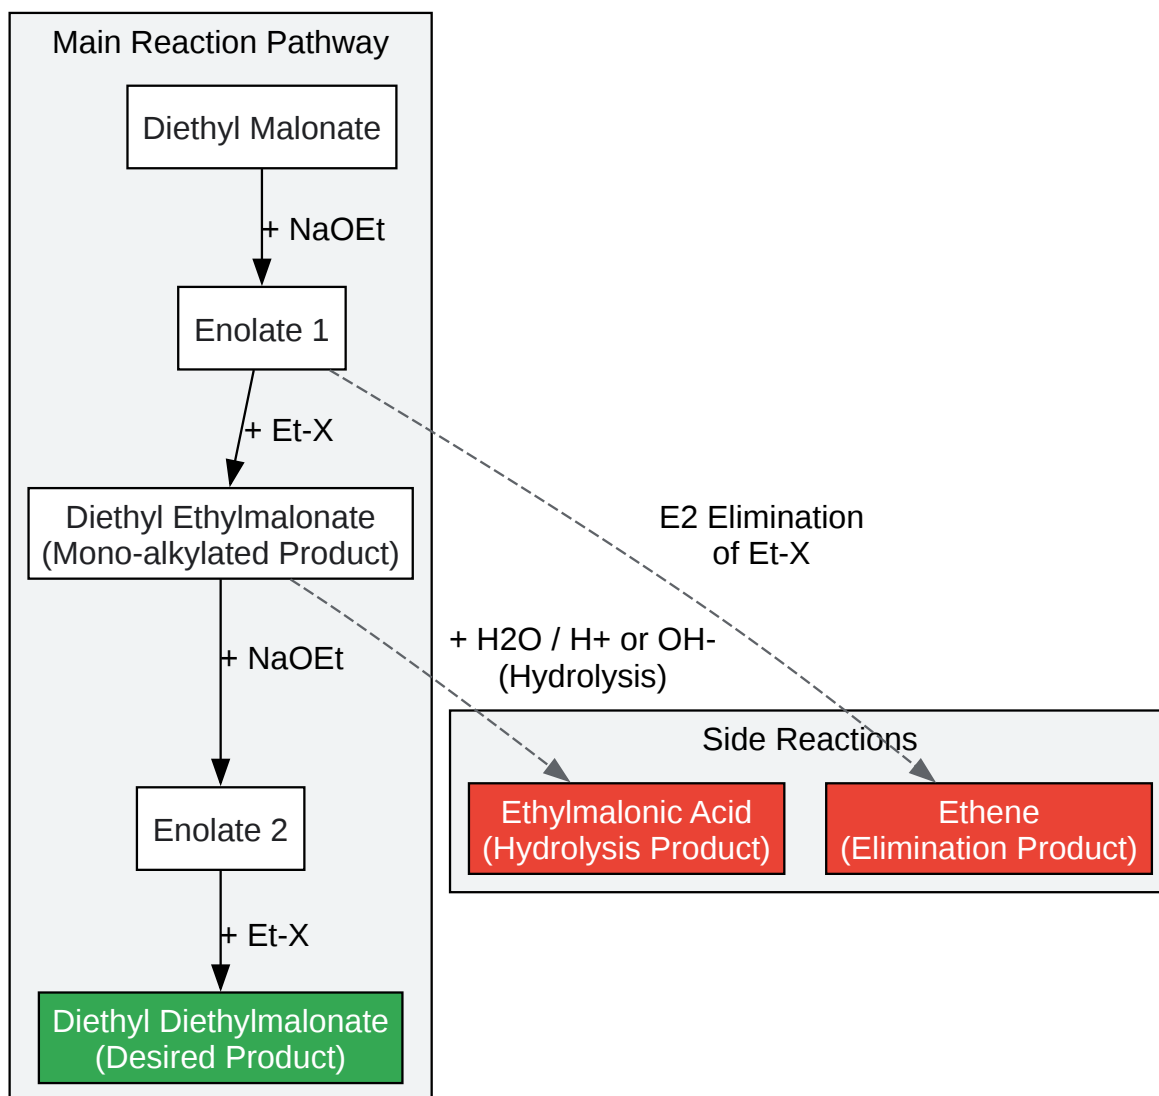 Main Reaction Pathway
Diethyl Malonate
+ NaOEt
Enolate 1
+ Et-X
Diethyl Ethylmalonate
(Mono-alkylated Product)
E2 Elimination
of Et-X
+ H2O / H+ or OH-
(Hydrolysis)
+ NaOEt
Side Reactions
Ethylmalonic Acid
(Hydrolysis Product)
Ethene
(Elimination Product)
Enolate 2
+ Et-X
Diethyl Diethylmalonate
(Desired Product)